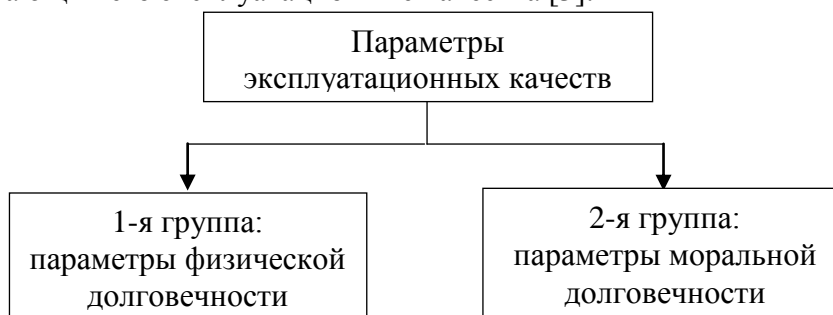 Параметры
эксплуатационных качеств
1-я группа:
параметры физической
долговечности
2-я группа:
параметры моральной
долговечности